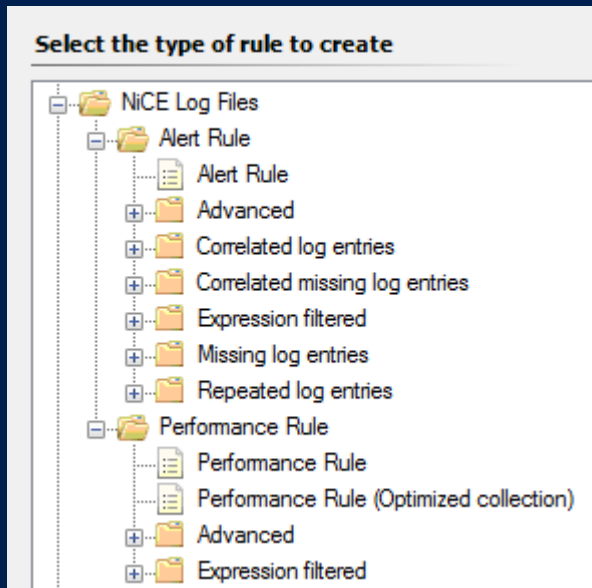 Select the type of rule to create
NiCE Log Files
Alert Rule
Alert Rule
Advanced
Correlated log entries
Correlated missing log entries
Expression filtered
Missing log entries
Repeated log entries
Performance Rule
Performance Rule
Performance Rule (Optimized collection)
Advanced
Expression filtered